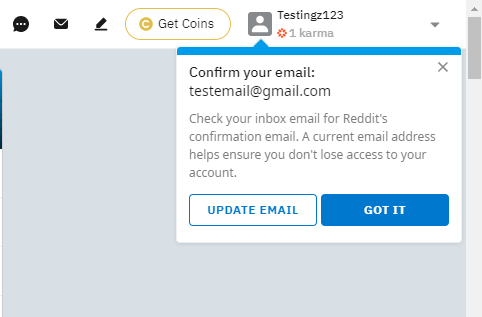 Get Coins
Testingz123
1 karma
Confirm your email:
testemail@gmail.com
Check your inbox email for Reddit's
confirmation email. A current email address
helps ensure you don't lose access to your
account.
UPDATE EMAIL
GOT IT